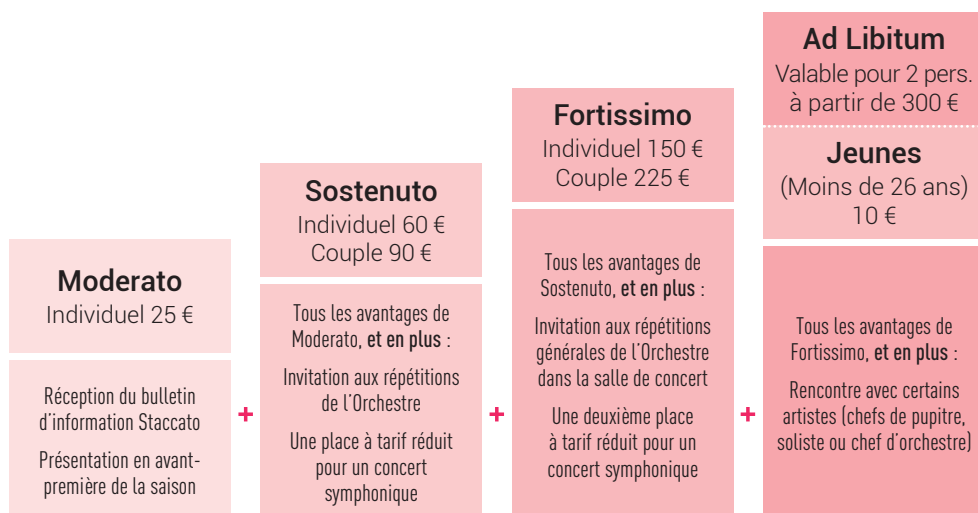 Moderato
Individuel 25 €
Réception du bulletin
d'information Staccato
Présentation en avant-
première de la saison
+
Sostenuto
Individuel 60 €
Couple 90 €
Tous les avantages de
Moderato, et en plus :
Invitation aux répétitions
de l'Orchestre
Une place à tarif réduit
pour un concert
symphonique
+
Fortissimo
Individuel 150 €
Couple 225 €
Tous les avantages de
Sostenuto, et en plus :
Invitation aux répétitions
générales de l'Orchestre
dans la salle de concert
Une deuxième place
à tarif réduit pour un
concert symphonique
+
Ad Libitum
Valable pour 2 pers.
à partir de 300 €
Jeunes
(Moins de 26 ans)
10 €
Tous les avantages de
Fortissimo, et en plus :
Rencontre avec certains
artistes (chefs de pupitre,
soliste ou chef d'orchestre)